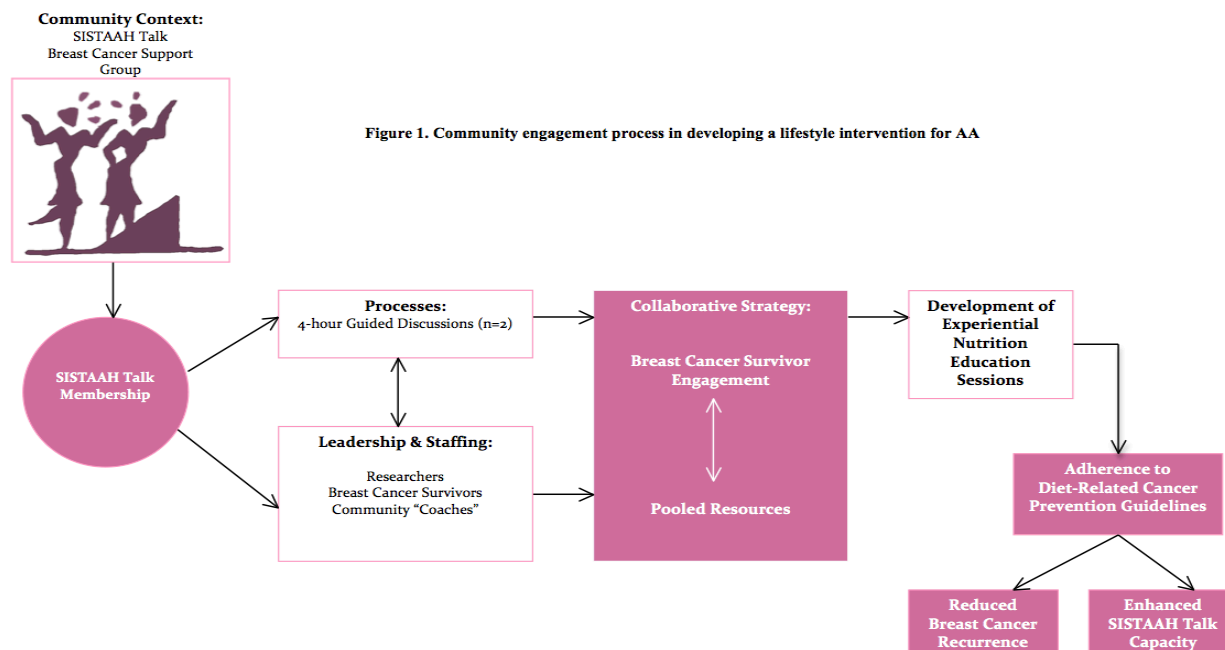 Community Context:
SISTAAH Talk
Breast Cancer Support
Group
Figure 1. Community engagement process in developing a lifestyle intervention for AA
SISTAAH Talk
Membership
Processes:
4-hour Guided Discussions (n=2)
Leadership & Staffing:
Researchers
Breast Cancer Survivors
Community “Coaches”
Collaborative Strategy:
Breast Cancer Survivor
Engagement
Pooled Resources
Development of
Experiential
Nutrition
Education
Sessions
Adherence to
Diet-Related Cancer
Prevention Guidelines
Reduced
Breast Cancer
Recurrence
Enhanced
SISTAAH Talk
Capacity